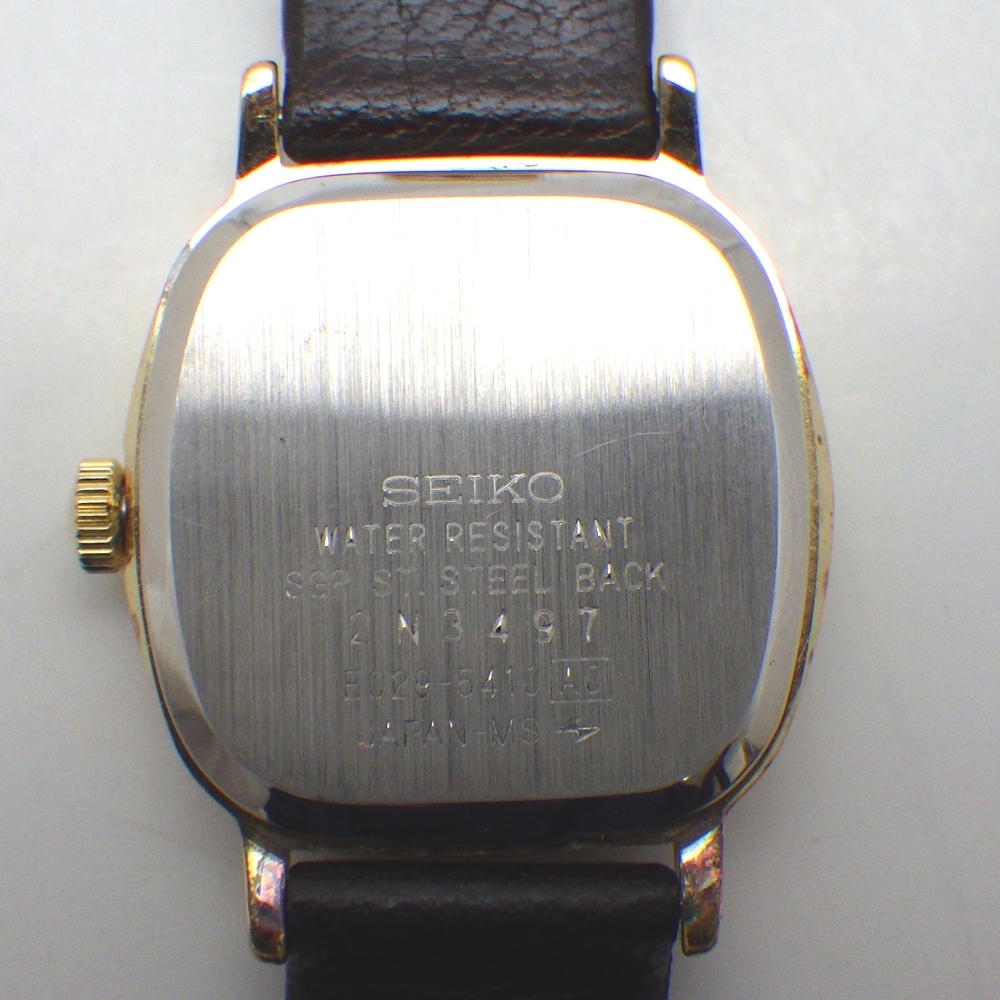 SEIKO
WATER RESISTANT
SGP ST. STEEL BACK
2N3497
JAPAN-MS